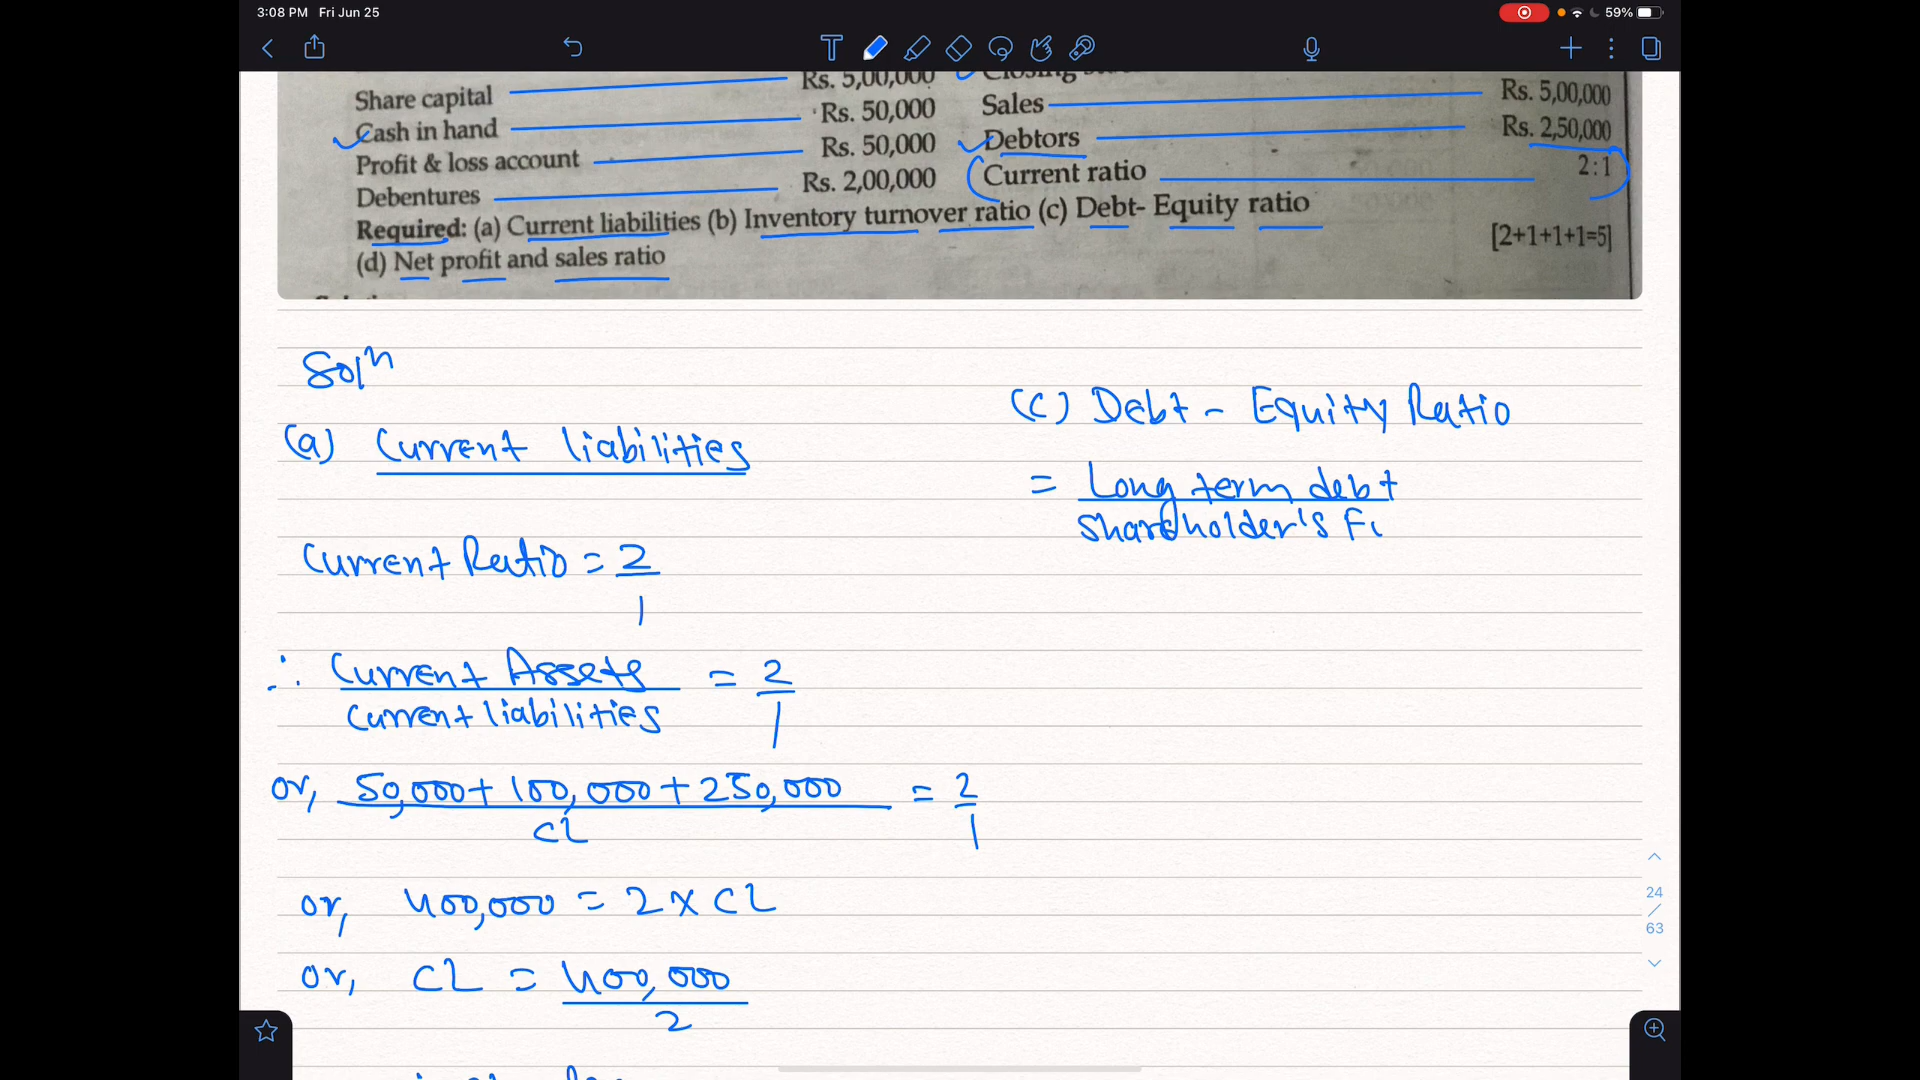 3:08 PM Fri Jun 25
59%
T
Share capital Rs. 5,00,000
Cash in hand Rs. 50,000
Profit & loss account Rs. 50,000
Debentures Rs. 2,00,000
Closing
Sales Rs. 5,00,000
Debtors Rs. 2,50,000
Current ratio 2:1
Required: (a) Current liabilities (b) Inventory turnover ratio (c) Debt- Equity ratio
(d) Net profit and sales ratio [2+1+1+1=5]
Solⁿ
(a) Current liabilities
Current Ratio = 2
1
∴ Current Assets = 2
Current liabilities 1
or, 50,000 + 100,000 + 250,000 = 2
CL 1
or, 400,000 = 2 × CL
or, CL = 400,000
2
(c) Debt - Equity Ratio
= Long term debt
Shareholder's Fu
24
/
63